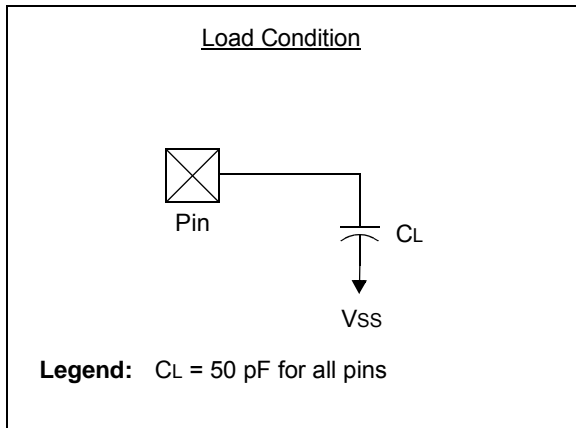 Load Condition
Pin
CL
VSS
Legend: CL = 50 pF for all pins